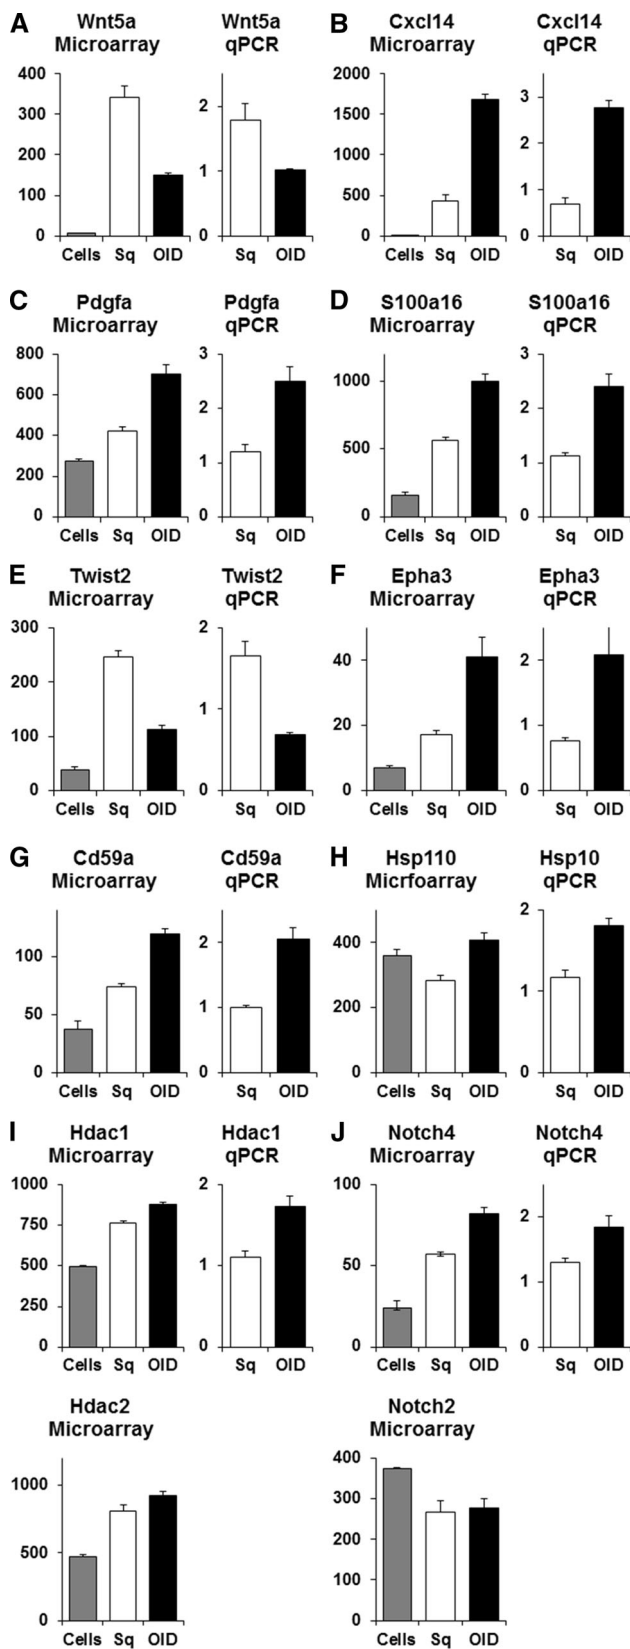 A
Wnt5a
Microarray
Wnt5a
qPCR
400
300
200
100
0
Cells Sq OID
2
1
0
Sq OID
B
Cxcl14
Microarray
Cxcl14
qPCR
2000
1500
1000
500
0
Cells Sq OID
3
2
1
0
Sq OID
C
Pdgfa
Microarray
Pdgfa
qPCR
800
600
400
200
0
Cells Sq OID
3
2
1
0
Sq OID
D
S100a16
Microarray
S100a16
qPCR
1000
500
0
Cells Sq OID
3
2
1
0
Sq OID
E
Twist2
Microarray
Twist2
qPCR
300
200
100
0
Cells Sq OID
2
1
0
Sq OID
F
Epha3
Microarray
Epha3
qPCR
40
20
0
Cells Sq OID
2
1
0
Sq OID
G
Cd59a
Microarray
Cd59a
qPCR
100
50
0
Cells Sq OID
2
1
0
Sq OID
H
Hsp110
Micrfoarray
Hsp10
qPCR
400
200
0
Cells Sq OID
2
1
0
Sq OID
I
Hdac1
Microarray
Hdac1
qPCR
1000
750
500
250
0
Cells Sq OID
2
1
0
Sq OID
J
Notch4
Microarray
Notch4
qPCR
100
50
0
Cells Sq OID
2
1
0
Sq OID
Hdac2
Microarray
1000
500
0
Cells Sq OID
Notch2
Microarray
400
300
200
100
0
Cells Sq OID